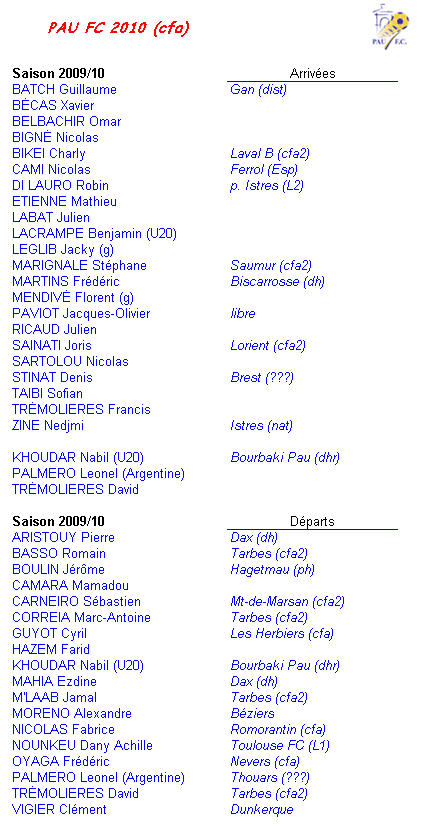 PAU FC 2010 (cfa)
PAU F.C.
Saison 2009/10 Arrivées
BATCH Guillaume Gan (dist)
BÉCAS Xavier
BELBACHIR Omar
BIGNÉ Nicolas
BIKEI Charly Laval B (cfa2)
CAMI Nicolas Ferrol (Esp)
DI LAURO Robin p. Istres (L2)
ETIENNE Mathieu
LABAT Julien
LACRAMPE Benjamin (U20)
LEGLIB Jacky (g)
MARIGNALE Stéphane Saumur (cfa2)
MARTINS Frédéric Biscarrosse (dh)
MENDIVÉ Florent (g)
PAVIOT Jacques-Olivier libre
RICAUD Julien
SAINATI Joris Lorient (cfa2)
SARTOLOU Nicolas
STINAT Denis Brest (???)
TAIBI Sofian
TRÉMOLIERES Francis
ZINE Nedjmi Istres (nat)
KHOUDAR Nabil (U20) Bourbaki Pau (dhr)
PALMERO Leonel (Argentine)
TRÉMOLIERES David
Saison 2009/10 Départs
ARISTOUY Pierre Dax (dh)
BASSO Romain Tarbes (cfa2)
BOULIN Jérôme Hagetmau (ph)
CAMARA Mamadou
CARNEIRO Sébastien Mt-de-Marsan (cfa2)
CORREIA Marc-Antoine Tarbes (cfa2)
GUYOT Cyril Les Herbiers (cfa)
HAZEM Farid
KHOUDAR Nabil (U20) Bourbaki Pau (dhr)
MAHIA Ezdine Dax (dh)
M'LAAB Jamal Tarbes (cfa2)
MORENO Alexandre Béziers
NICOLAS Fabrice Romorantin (cfa)
NOUNKEU Dany Achille Toulouse FC (L1)
OYAGA Frédéric Nevers (cfa)
PALMERO Leonel (Argentine) Thouars (???)
TRÉMOLIERES David Tarbes (cfa2)
VIGIER Clément Dunkerque